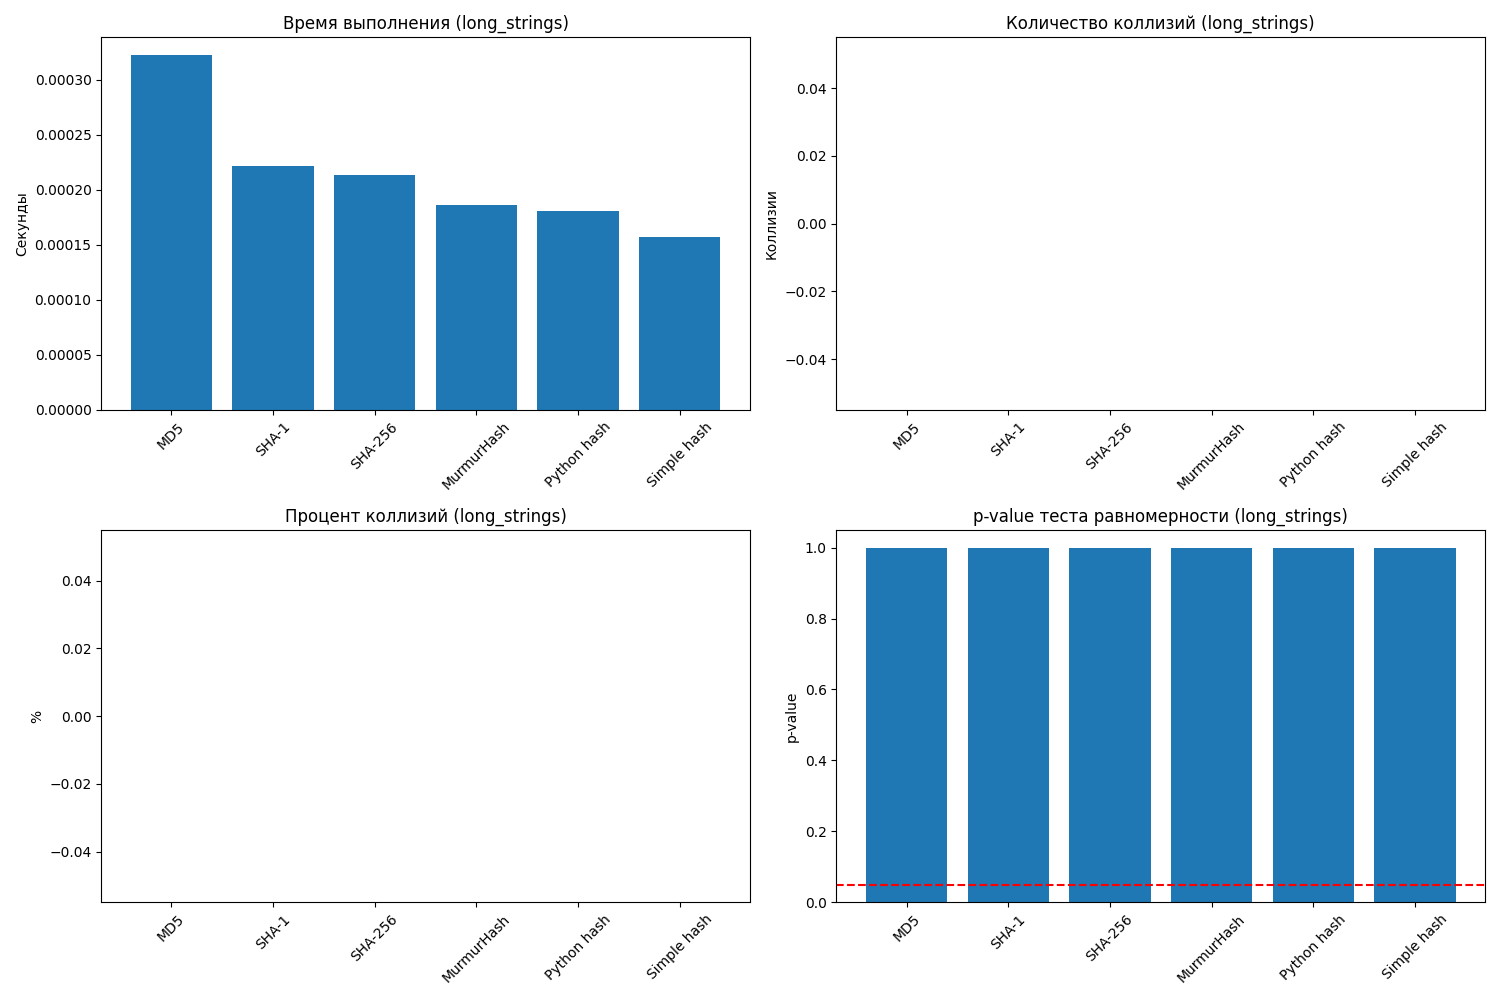 Время выполнения (long_strings)
Секунды
0.00030
0.00025
0.00020
0.00015
0.00010
0.00005
0.00000
MD5
SHA-1
SHA-256
MurmurHash
Python hash
Simple hash
Количество коллизий (long_strings)
Коллизии
0.04
0.02
0.00
−0.02
−0.04
MD5
SHA-1
SHA-256
MurmurHash
Python hash
Simple hash
Процент коллизий (long_strings)
%
0.04
0.02
0.00
−0.02
−0.04
MD5
SHA-1
SHA-256
MurmurHash
Python hash
Simple hash
p-value теста равномерности (long_strings)
p-value
1.0
0.8
0.6
0.4
0.2
0.0
MD5
SHA-1
SHA-256
MurmurHash
Python hash
Simple hash